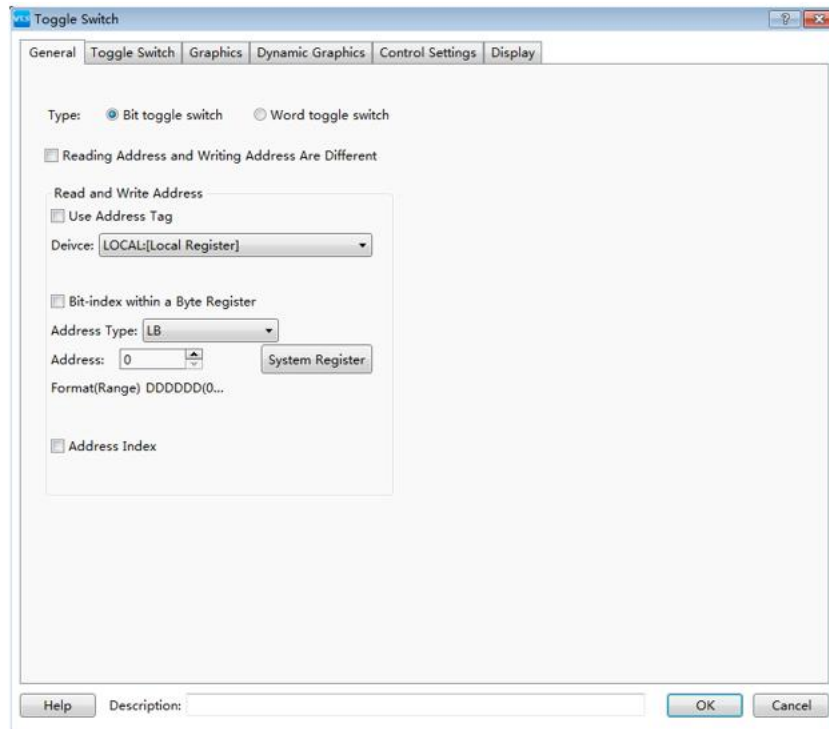 Toggle Switch
General Toggle Switch Graphics Dynamic Graphics Control Settings Display
Type: Bit toggle switch Word toggle switch
Reading Address and Writing Address Are Different
Read and Write Address
Use Address Tag
Deivce: LOCAL:[Local Register]
Bit-index within a Byte Register
Address Type: LB
Address: 0 System Register
Format(Range) DDDDDD(0...
Address Index
Help Description: OK Cancel